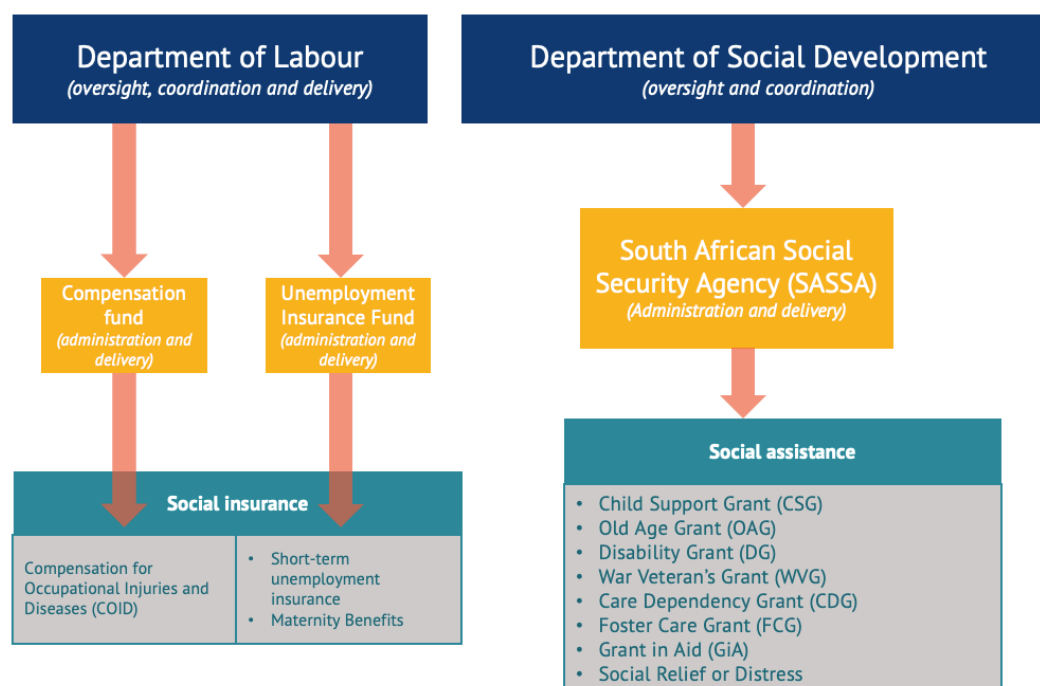 Department of Labour
(oversight, coordination and delivery)
Department of Social Development
(oversight and coordination)
Compensation
fund
(administration and
delivery)
Unemployment
Insurance Fund
(administration and
delivery)
South African Social
Security Agency (SASSA)
(Administration and delivery)
Social insurance
Compensation for
Occupational Injuries and
Diseases (COID)
• Short-term
unemployment
insurance
• Maternity Benefits
Social assistance
• Child Support Grant (CSG)
• Old Age Grant (OAG)
• Disability Grant (DG)
• War Veteran's Grant (WVG)
• Care Dependency Grant (CDG)
• Foster Care Grant (FCG)
• Grant in Aid (GiA)
• Social Relief or Distress